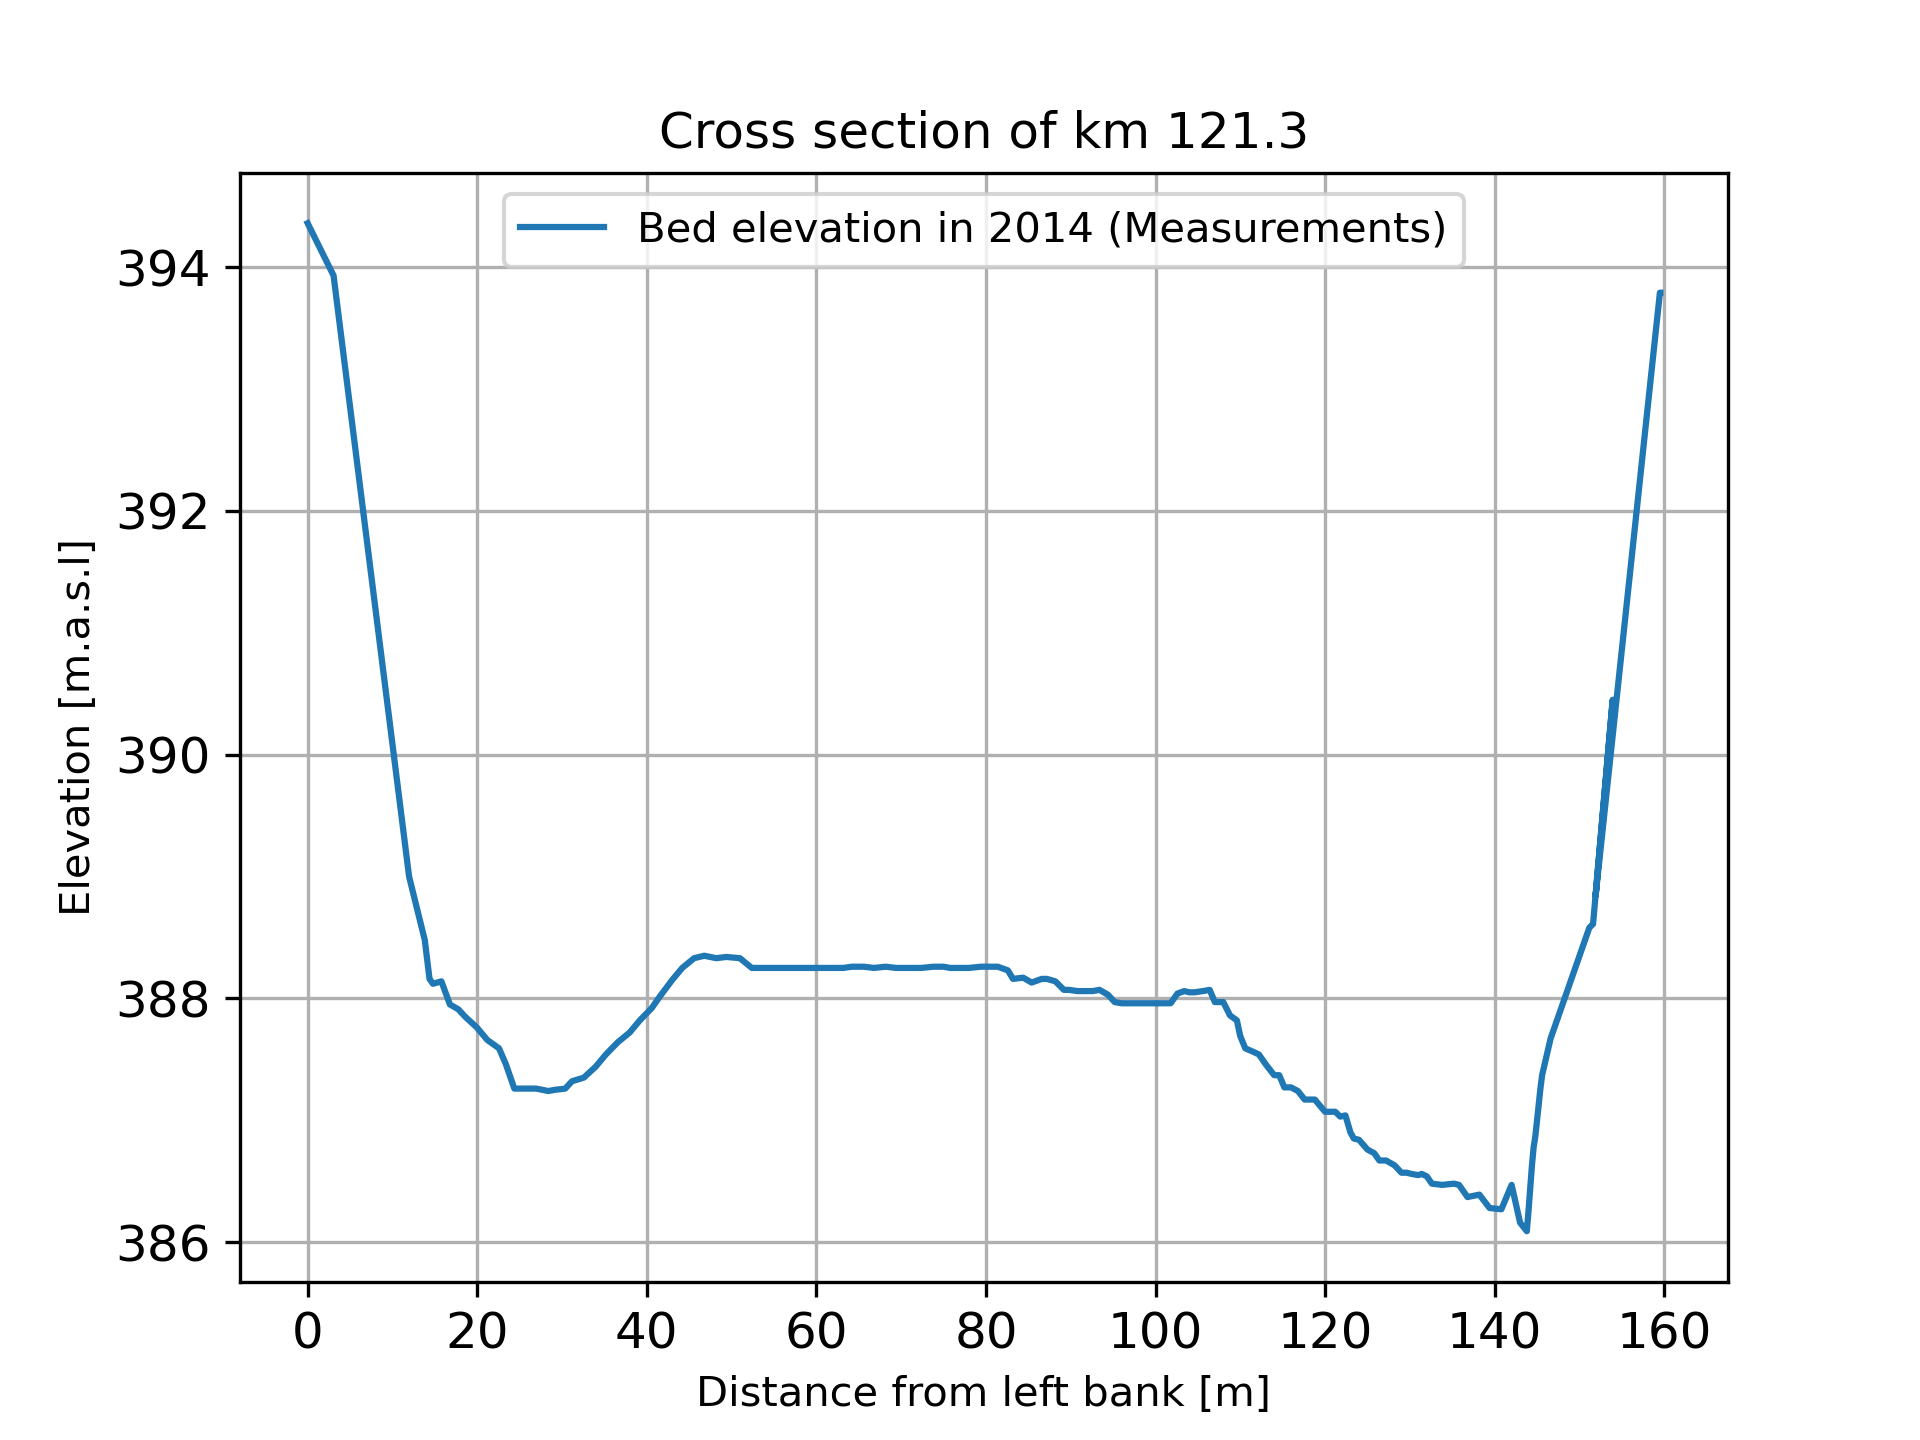 Cross section of km 121.3
Bed elevation in 2014 (Measurements)
394
392
390
388
386
Elevation [m.a.s.l]
0 20 40 60 80 100 120 140 160
Distance from left bank [m]